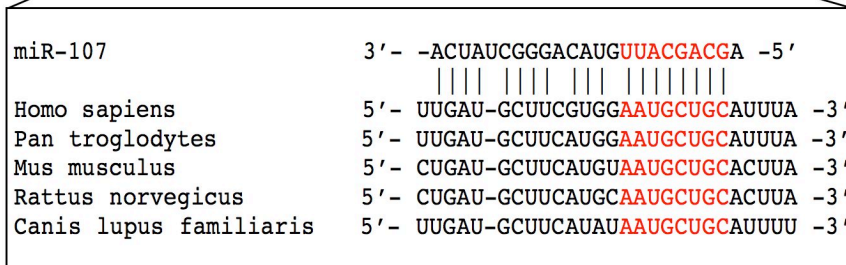 miR-107 3′- -ACUAUCGGGACAUGUUACGACGA -5′
|||| |||| ||| ||||||||
Homo sapiens 5′- UUGAU-GCUUCGUGGAAUGCUGCAUUUA -3′
Pan troglodytes 5′- UUGAU-GCUUCAUGGAAUGCUGCAUUUA -3′
Mus musculus 5′- CUGAU-GCUUCAUGUAAUGCUGCACUUA -3′
Rattus norvegicus 5′- CUGAU-GCUUCAUGCAAUGCUGCACUUA -3′
Canis lupus familiaris 5′- UUGAU-GCUUCAUAUAAUGCUGCAUUUU -3′